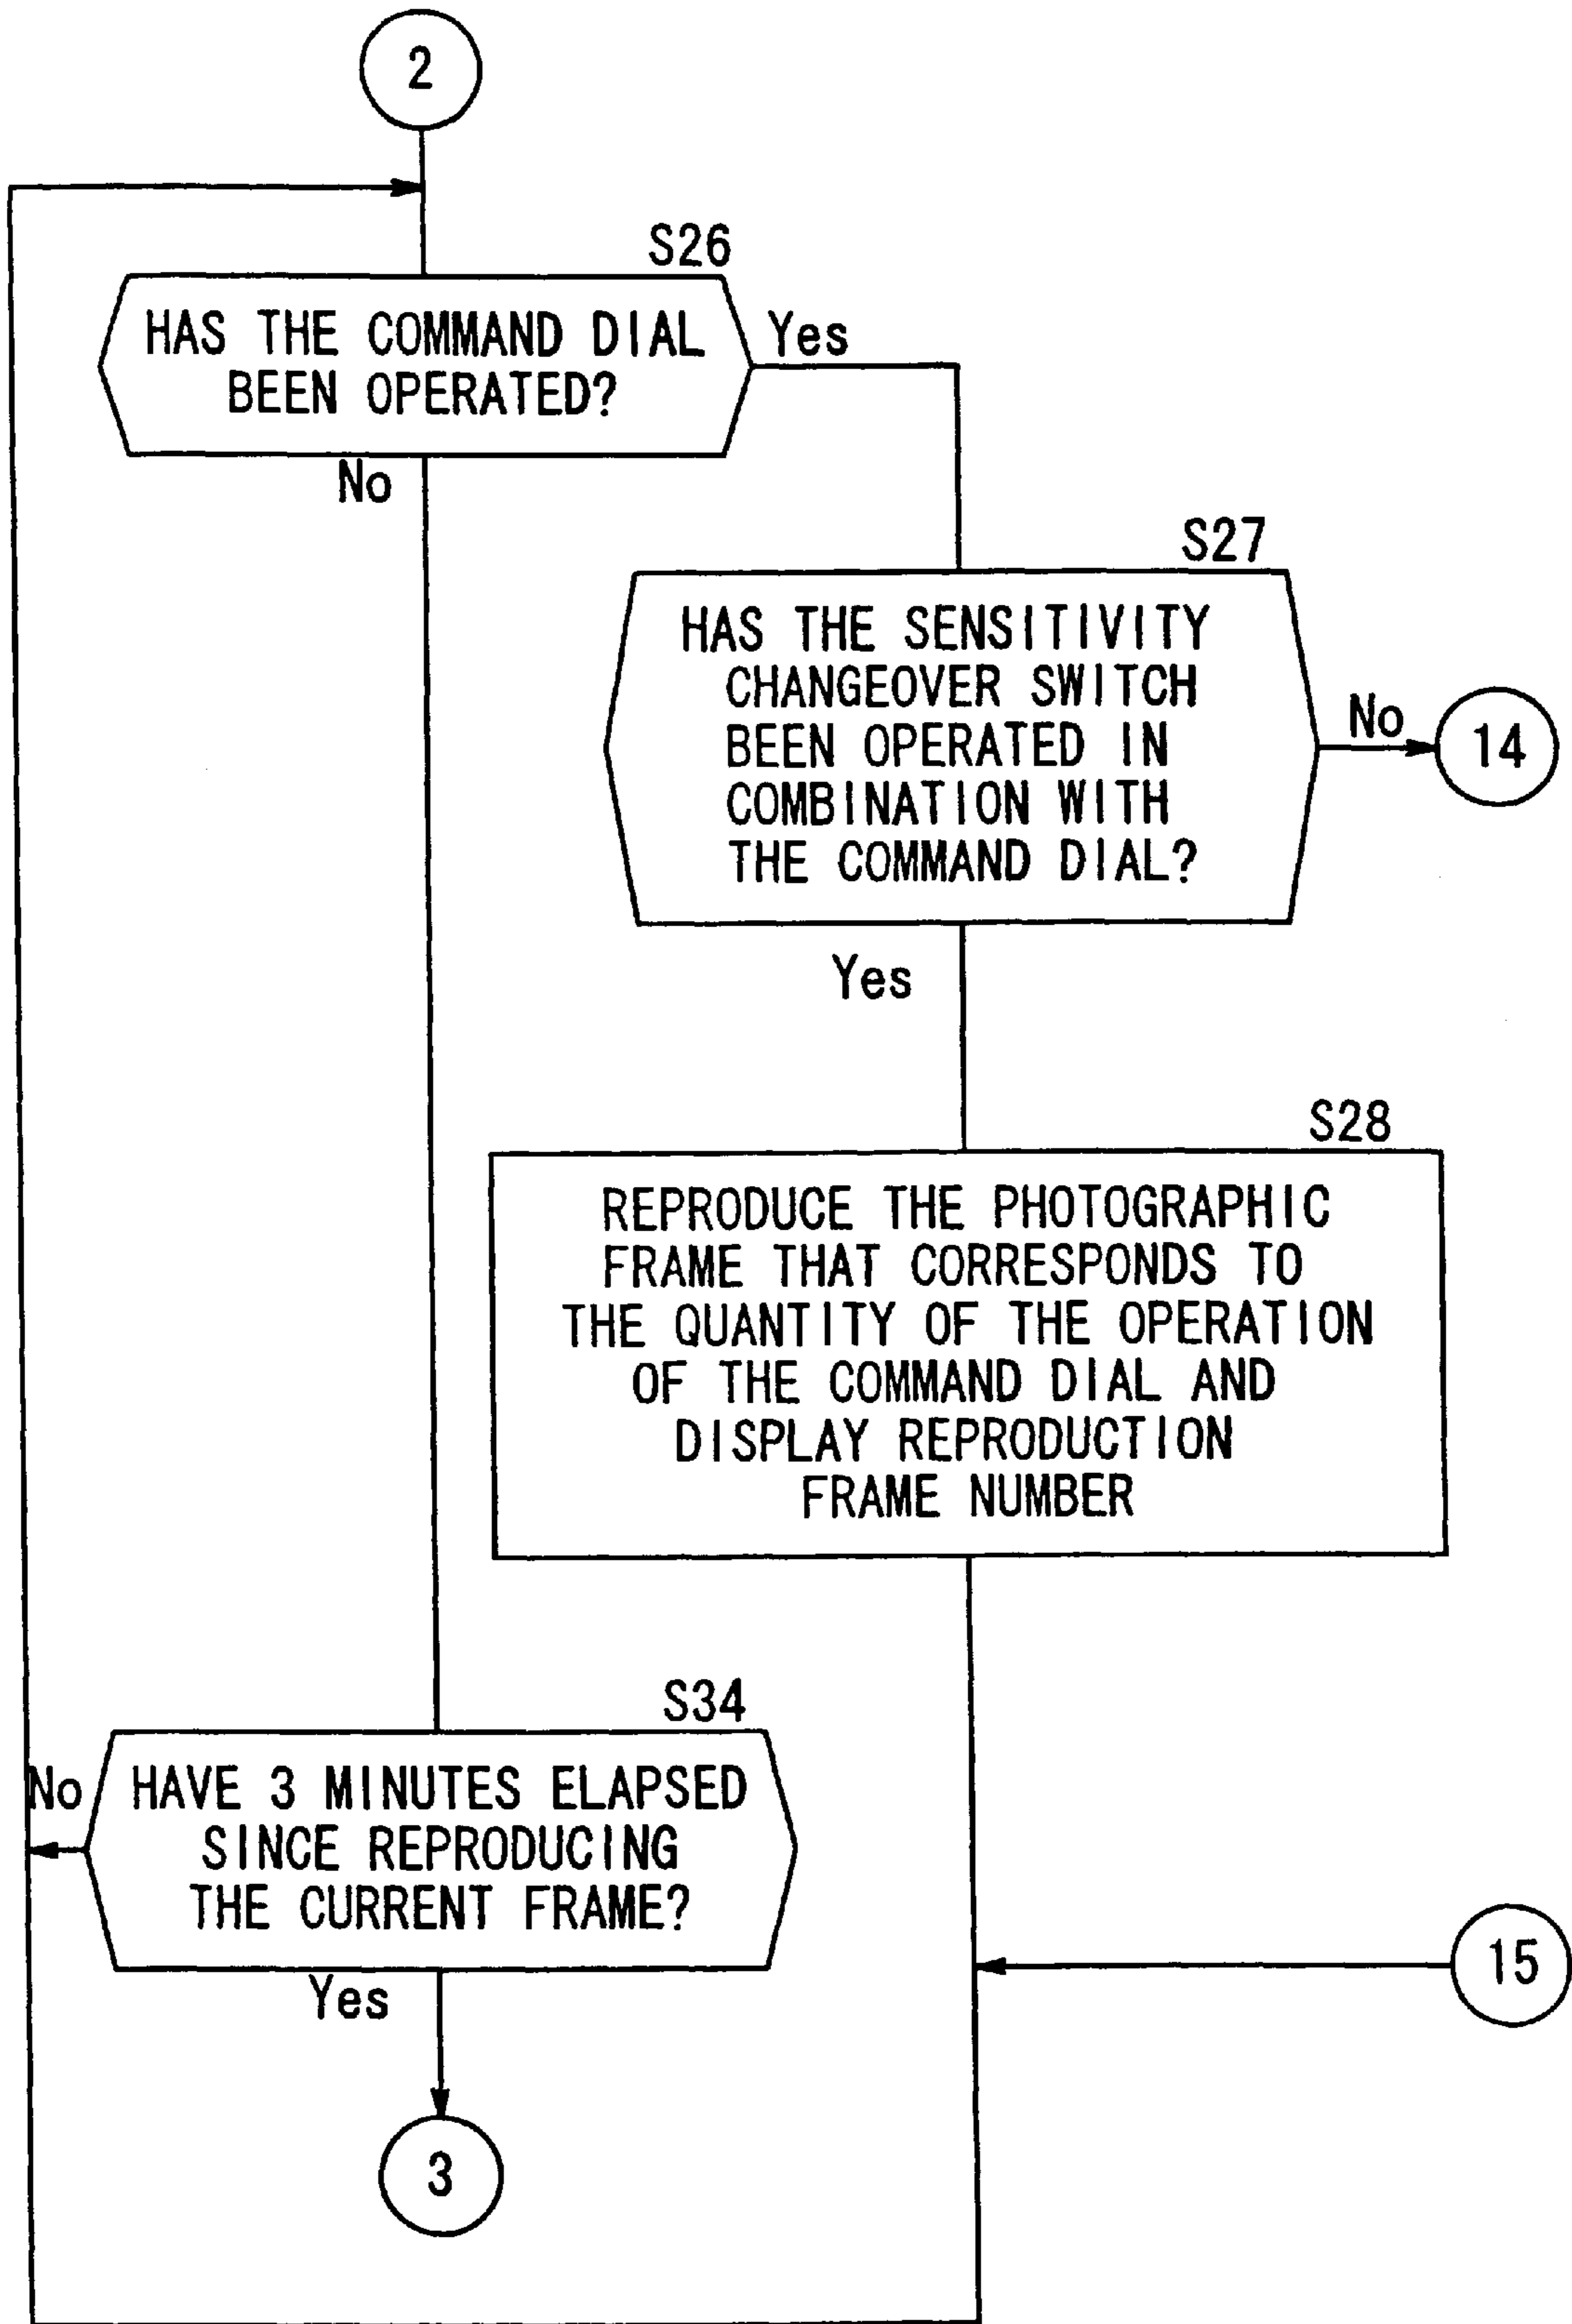 2
S26
HAS THE COMMAND DIAL
BEEN OPERATED?
Yes
No
S27
HAS THE SENSITIVITY
CHANGEOVER SWITCH
BEEN OPERATED IN
COMBINATION WITH
THE COMMAND DIAL?
No
14
Yes
S28
REPRODUCE THE PHOTOGRAPHIC
FRAME THAT CORRESPONDS TO
THE QUANTITY OF THE OPERATION
OF THE COMMAND DIAL AND
DISPLAY REPRODUCTION
FRAME NUMBER
S34
No
HAVE 3 MINUTES ELAPSED
SINCE REPRODUCING
THE CURRENT FRAME?
15
Yes
3